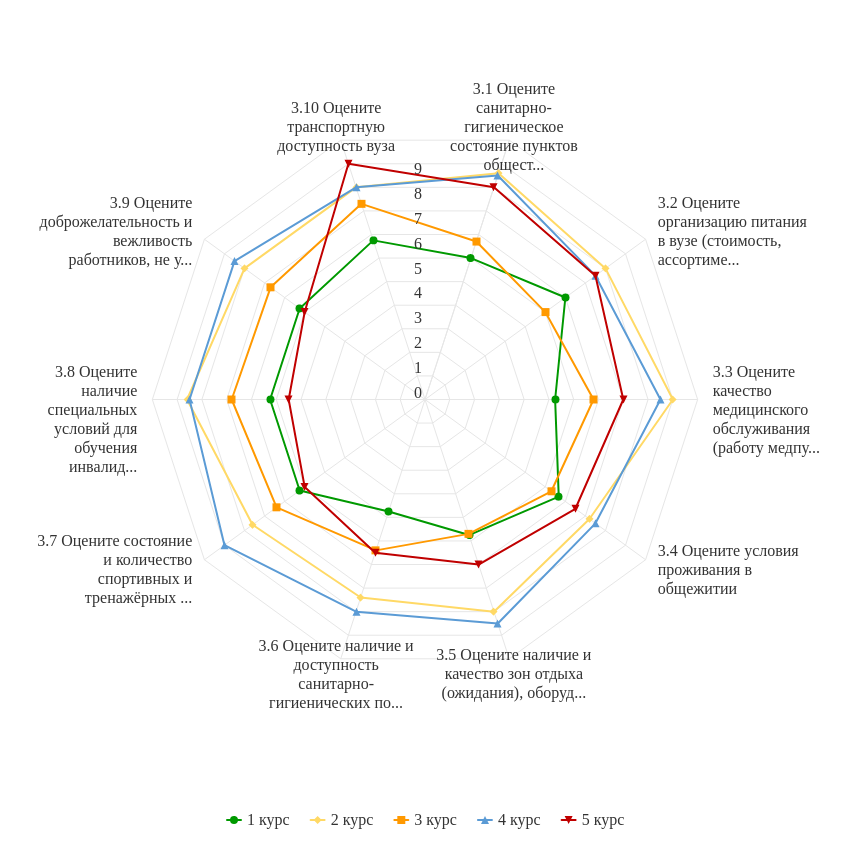 3.1 Оцените
санитарно-
гигиеническое
состояние пунктов
общест...
3.2 Оцените
организацию питания
в вузе (стоимость,
ассортиме...
3.3 Оцените
качество
медицинского
обслуживания
(работу медпу...
3.4 Оцените условия
проживания в
общежитии
3.5 Оцените наличие и
качество зон отдыха
(ожидания), оборуд...
3.6 Оцените наличие и
доступность
санитарно-
гигиенических по...
3.7 Оцените состояние
и количество
спортивных и
тренажёрных ...
3.8 Оцените
наличие
специальных
условий для
обучения
инвалид...
3.9 Оцените
доброжелательность и
вежливость
работников, не у...
3.10 Оцените
транспортную
доступность вуза
9
8
7
6
5
4
3
2
1
0
1 курс 2 курс 3 курс 4 курс 5 курс